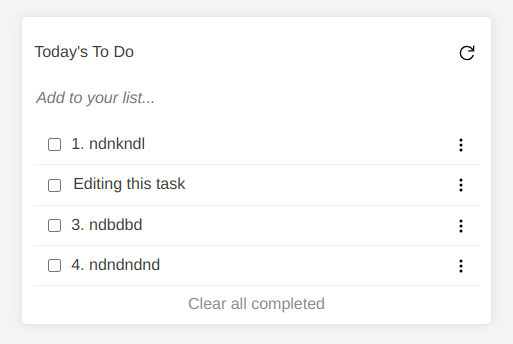 Today's To Do
Add to your list...
1. ndnkndl
Editing this task
3. ndbdbd
4. ndndndnd
Clear all completed